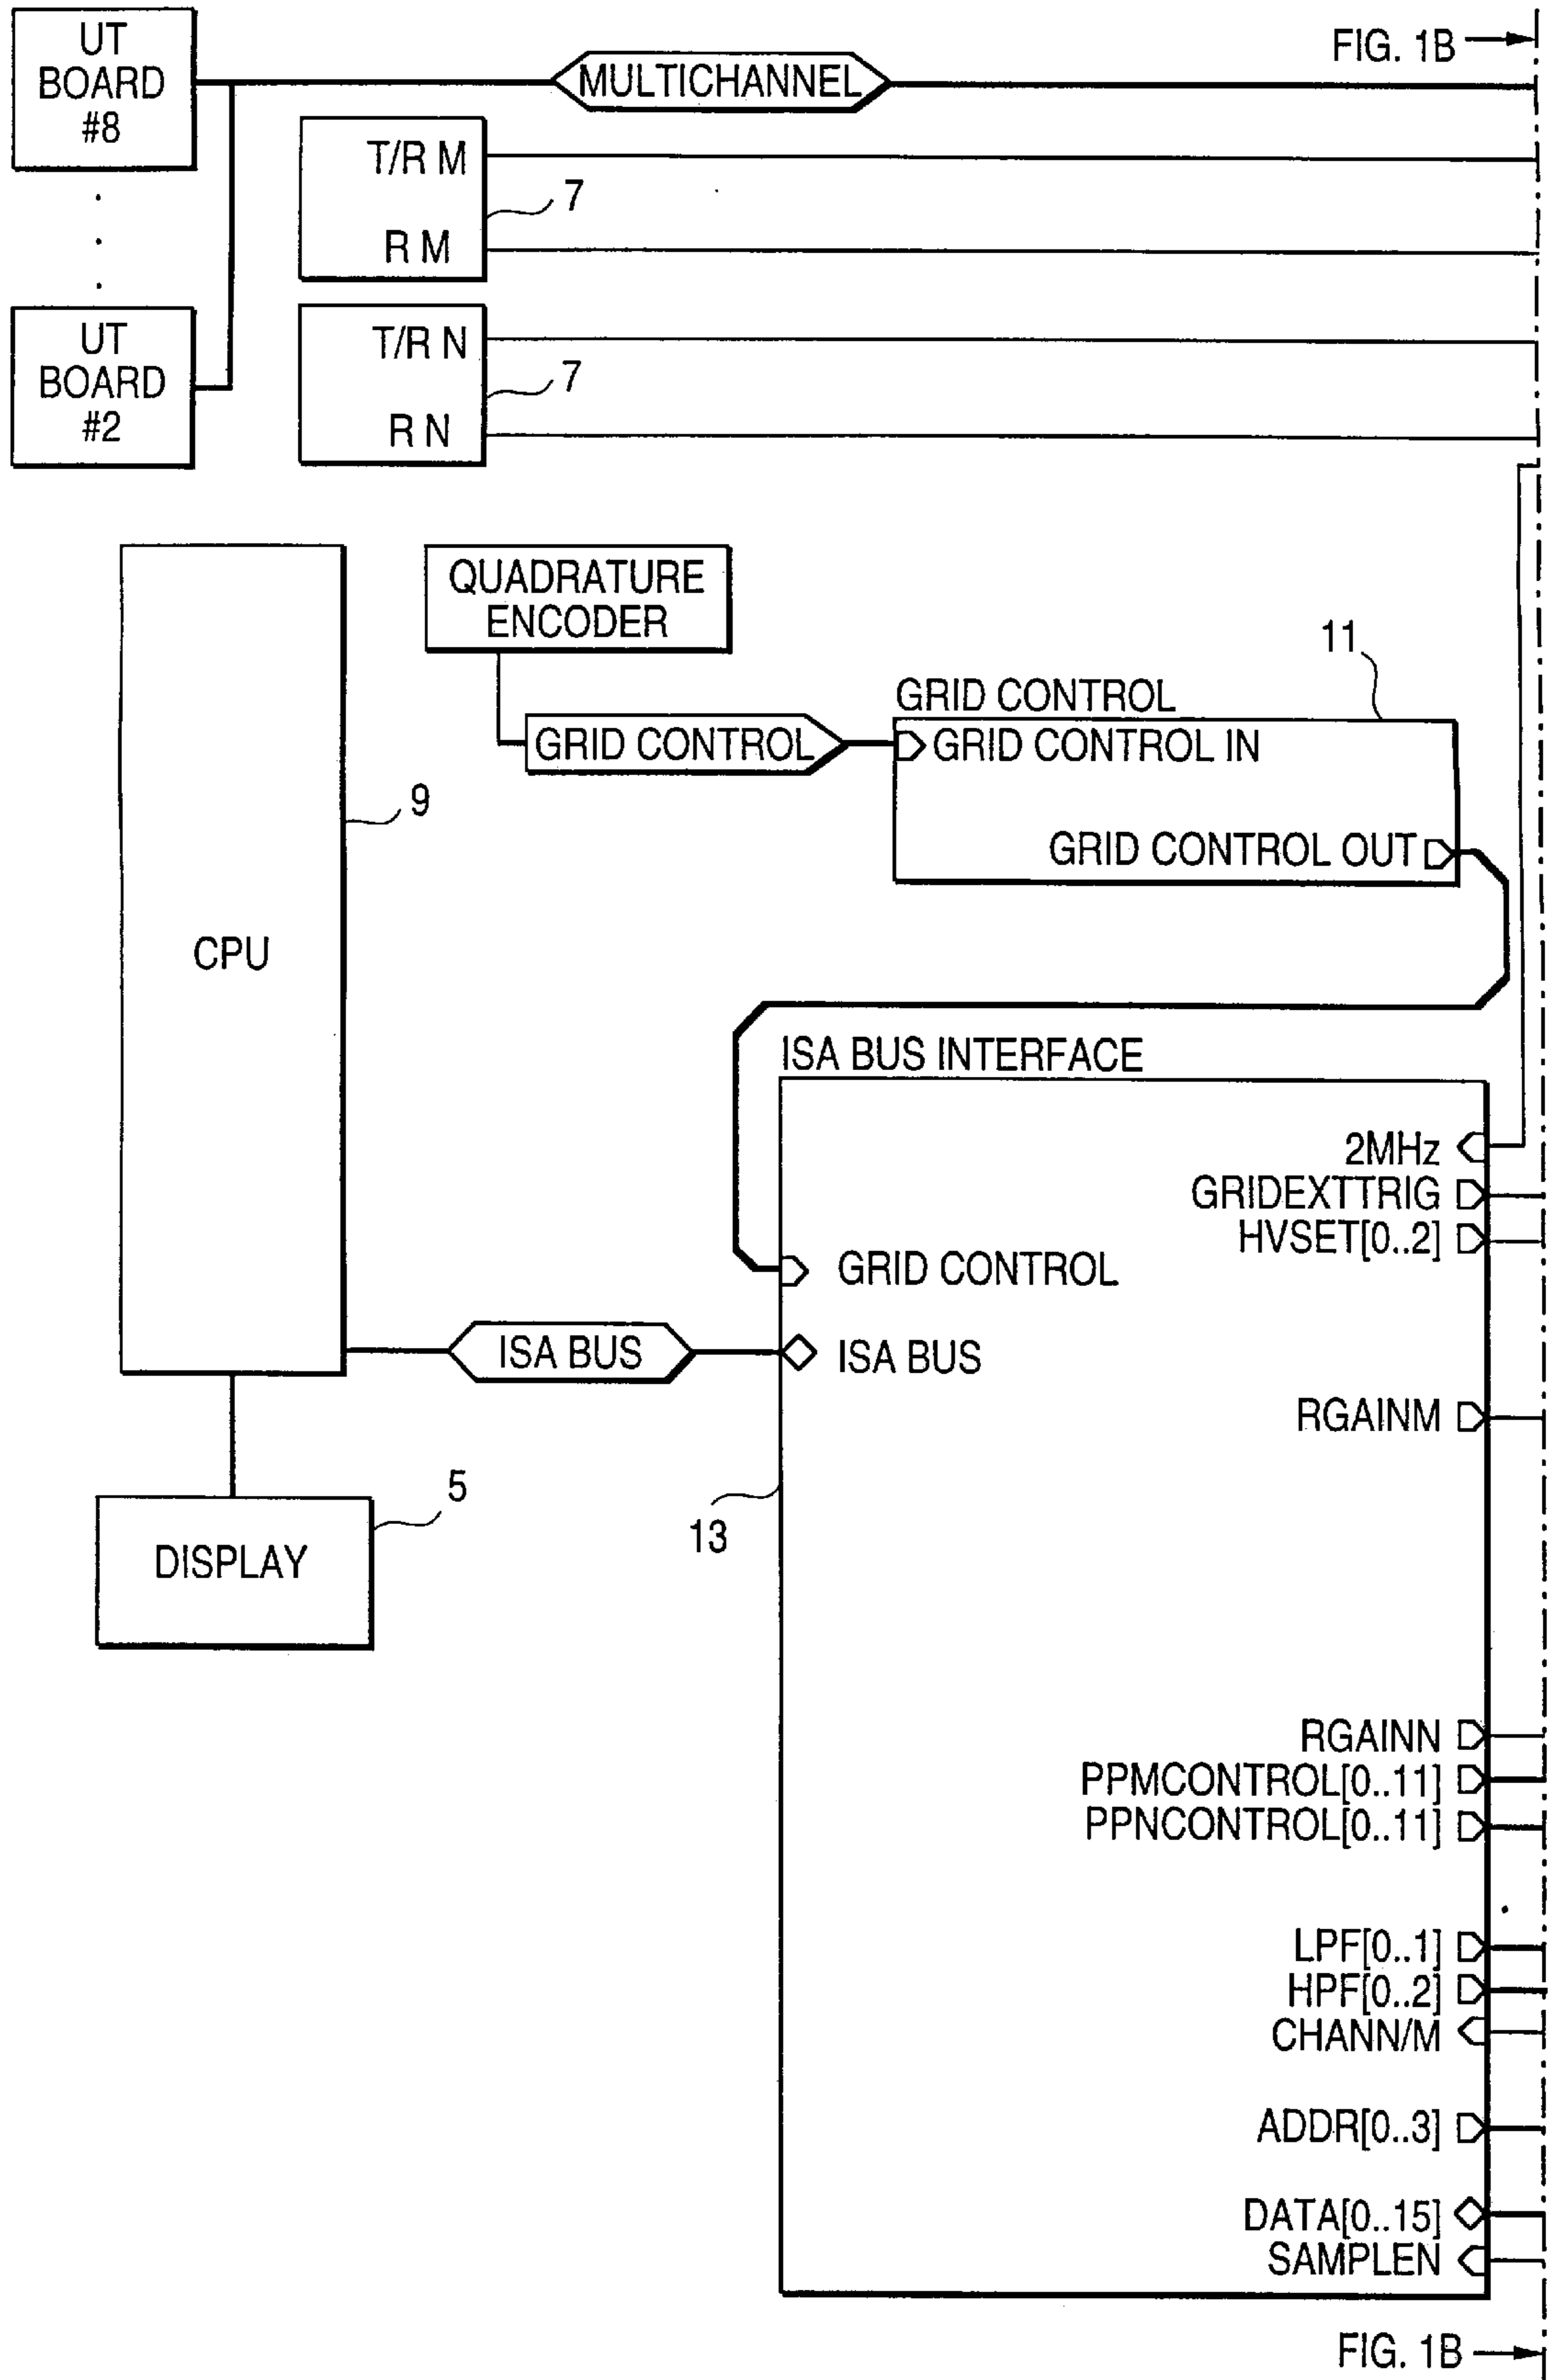 FIG. 1B
UT
BOARD
#8
MULTICHANNEL
T/R M
7
R M
UT
BOARD
#2
T/R N
7
R N
QUADRATURE
ENCODER
11
GRID CONTROL
GRID CONTROL
GRID CONTROL IN
GRID CONTROL OUT
9
CPU
ISA BUS INTERFACE
2MHz
GRIDEXTTRIG
HVSET[0..2]
GRID CONTROL
ISA BUS
ISA BUS
RGAINM
5
13
DISPLAY
RGAINN
PPMCONTROL[0..11]
PPNCONTROL[0..11]
LPF[0..1]
HPF[0..2]
CHANN/M
ADDR[0..3]
DATA[0..15]
SAMPLEN
FIG. 1B